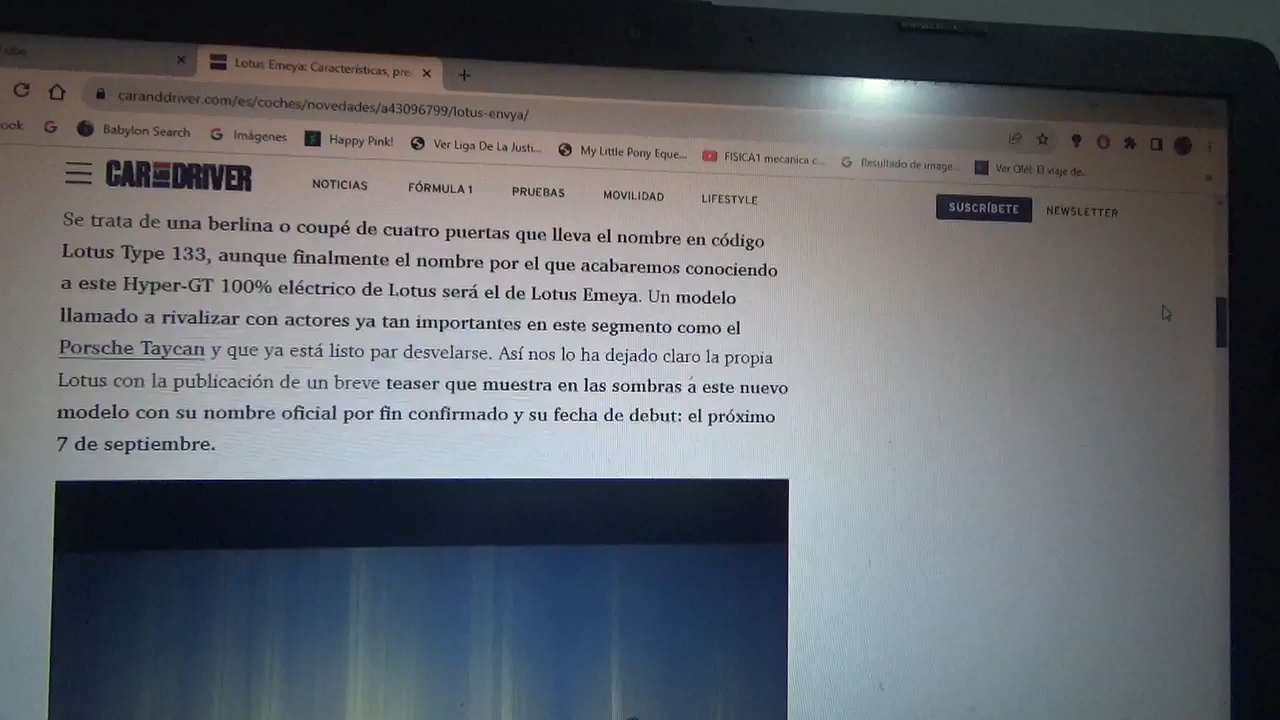 Lotus Emeya: Características, pre
caranddriver.com/es/coches/novedades/a43096799/lotus-envya/
ook
Babylon Search
Imágenes
Happy Pink!
Ver Liga De La Justi...
My Little Pony Eque...
FISICA1 mecanica c...
Resultado de image...
Ver Olé!: El viaje de...
CAR AND DRIVER
NOTICIAS
FÓRMULA 1
PRUEBAS
MOVILIDAD
LIFESTYLE
SUSCRÍBETE
NEWSLETTER
Se trata de una berlina o coupé de cuatro puertas que lleva el nombre en código
Lotus Type 133, aunque finalmente el nombre por el que acabaremos conociendo
a este Hyper-GT 100% eléctrico de Lotus será el de Lotus Emeya. Un modelo
llamado a rivalizar con actores ya tan importantes en este segmento como el
Porsche Taycan y que ya está listo par desvelarse. Así nos lo ha dejado claro la propia
Lotus con la publicación de un breve teaser que muestra en las sombras a este nuevo
modelo con su nombre oficial por fin confirmado y su fecha de debut: el próximo
7 de septiembre.